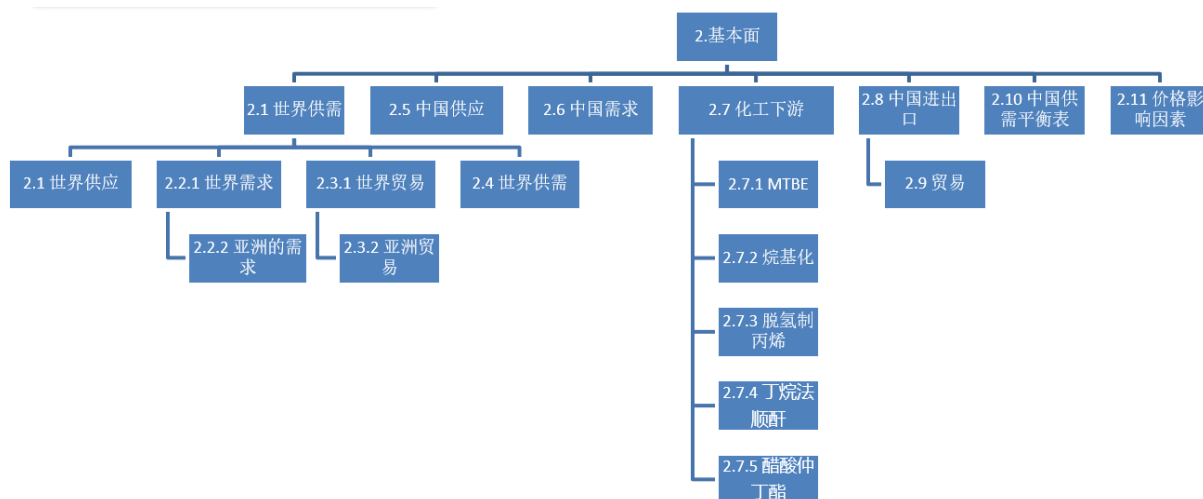 2.基本面
2.1 世界供需
2.5 中国供应
2.6 中国需求
2.7 化工下游
2.8 中国进出
口
2.10 中国供
需平衡表
2.11 价格影
响因素
2.1 世界供应
2.2.1 世界需求
2.3.1 世界贸易
2.4 世界供需
2.7.1 MTBE
2.9 贸易
2.2.2 亚洲的需
求
2.3.2 亚洲贸
易
2.7.2 烷基化
2.7.3 脱氢制
丙烯
2.7.4 丁烷法
顺酐
2.7.5 醋酸仲
丁酯